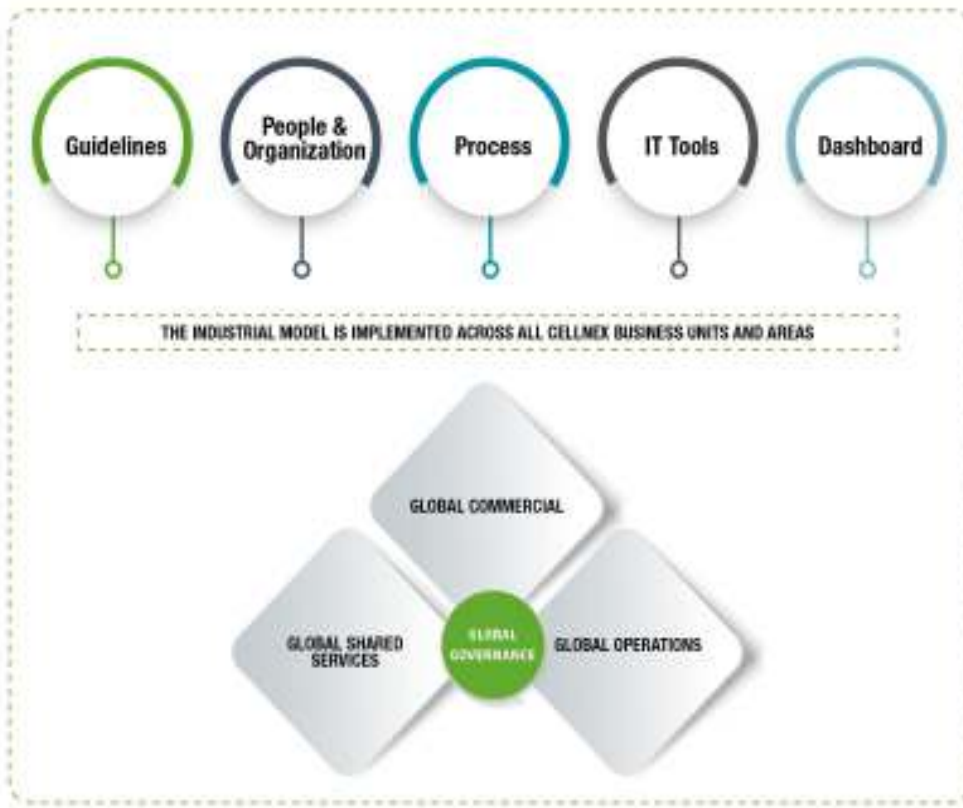 Guidelines
People &
Organization
Process
IT Tools
Dashboard
THE INDUSTRIAL MODEL IS IMPLEMENTED ACROSS ALL CELLNEX BUSINESS UNITS AND AREAS
GLOBAL COMMERCIAL
GLOBAL SHARED
SERVICES
GLOBAL
GOVERNANCE
GLOBAL OPERATIONS